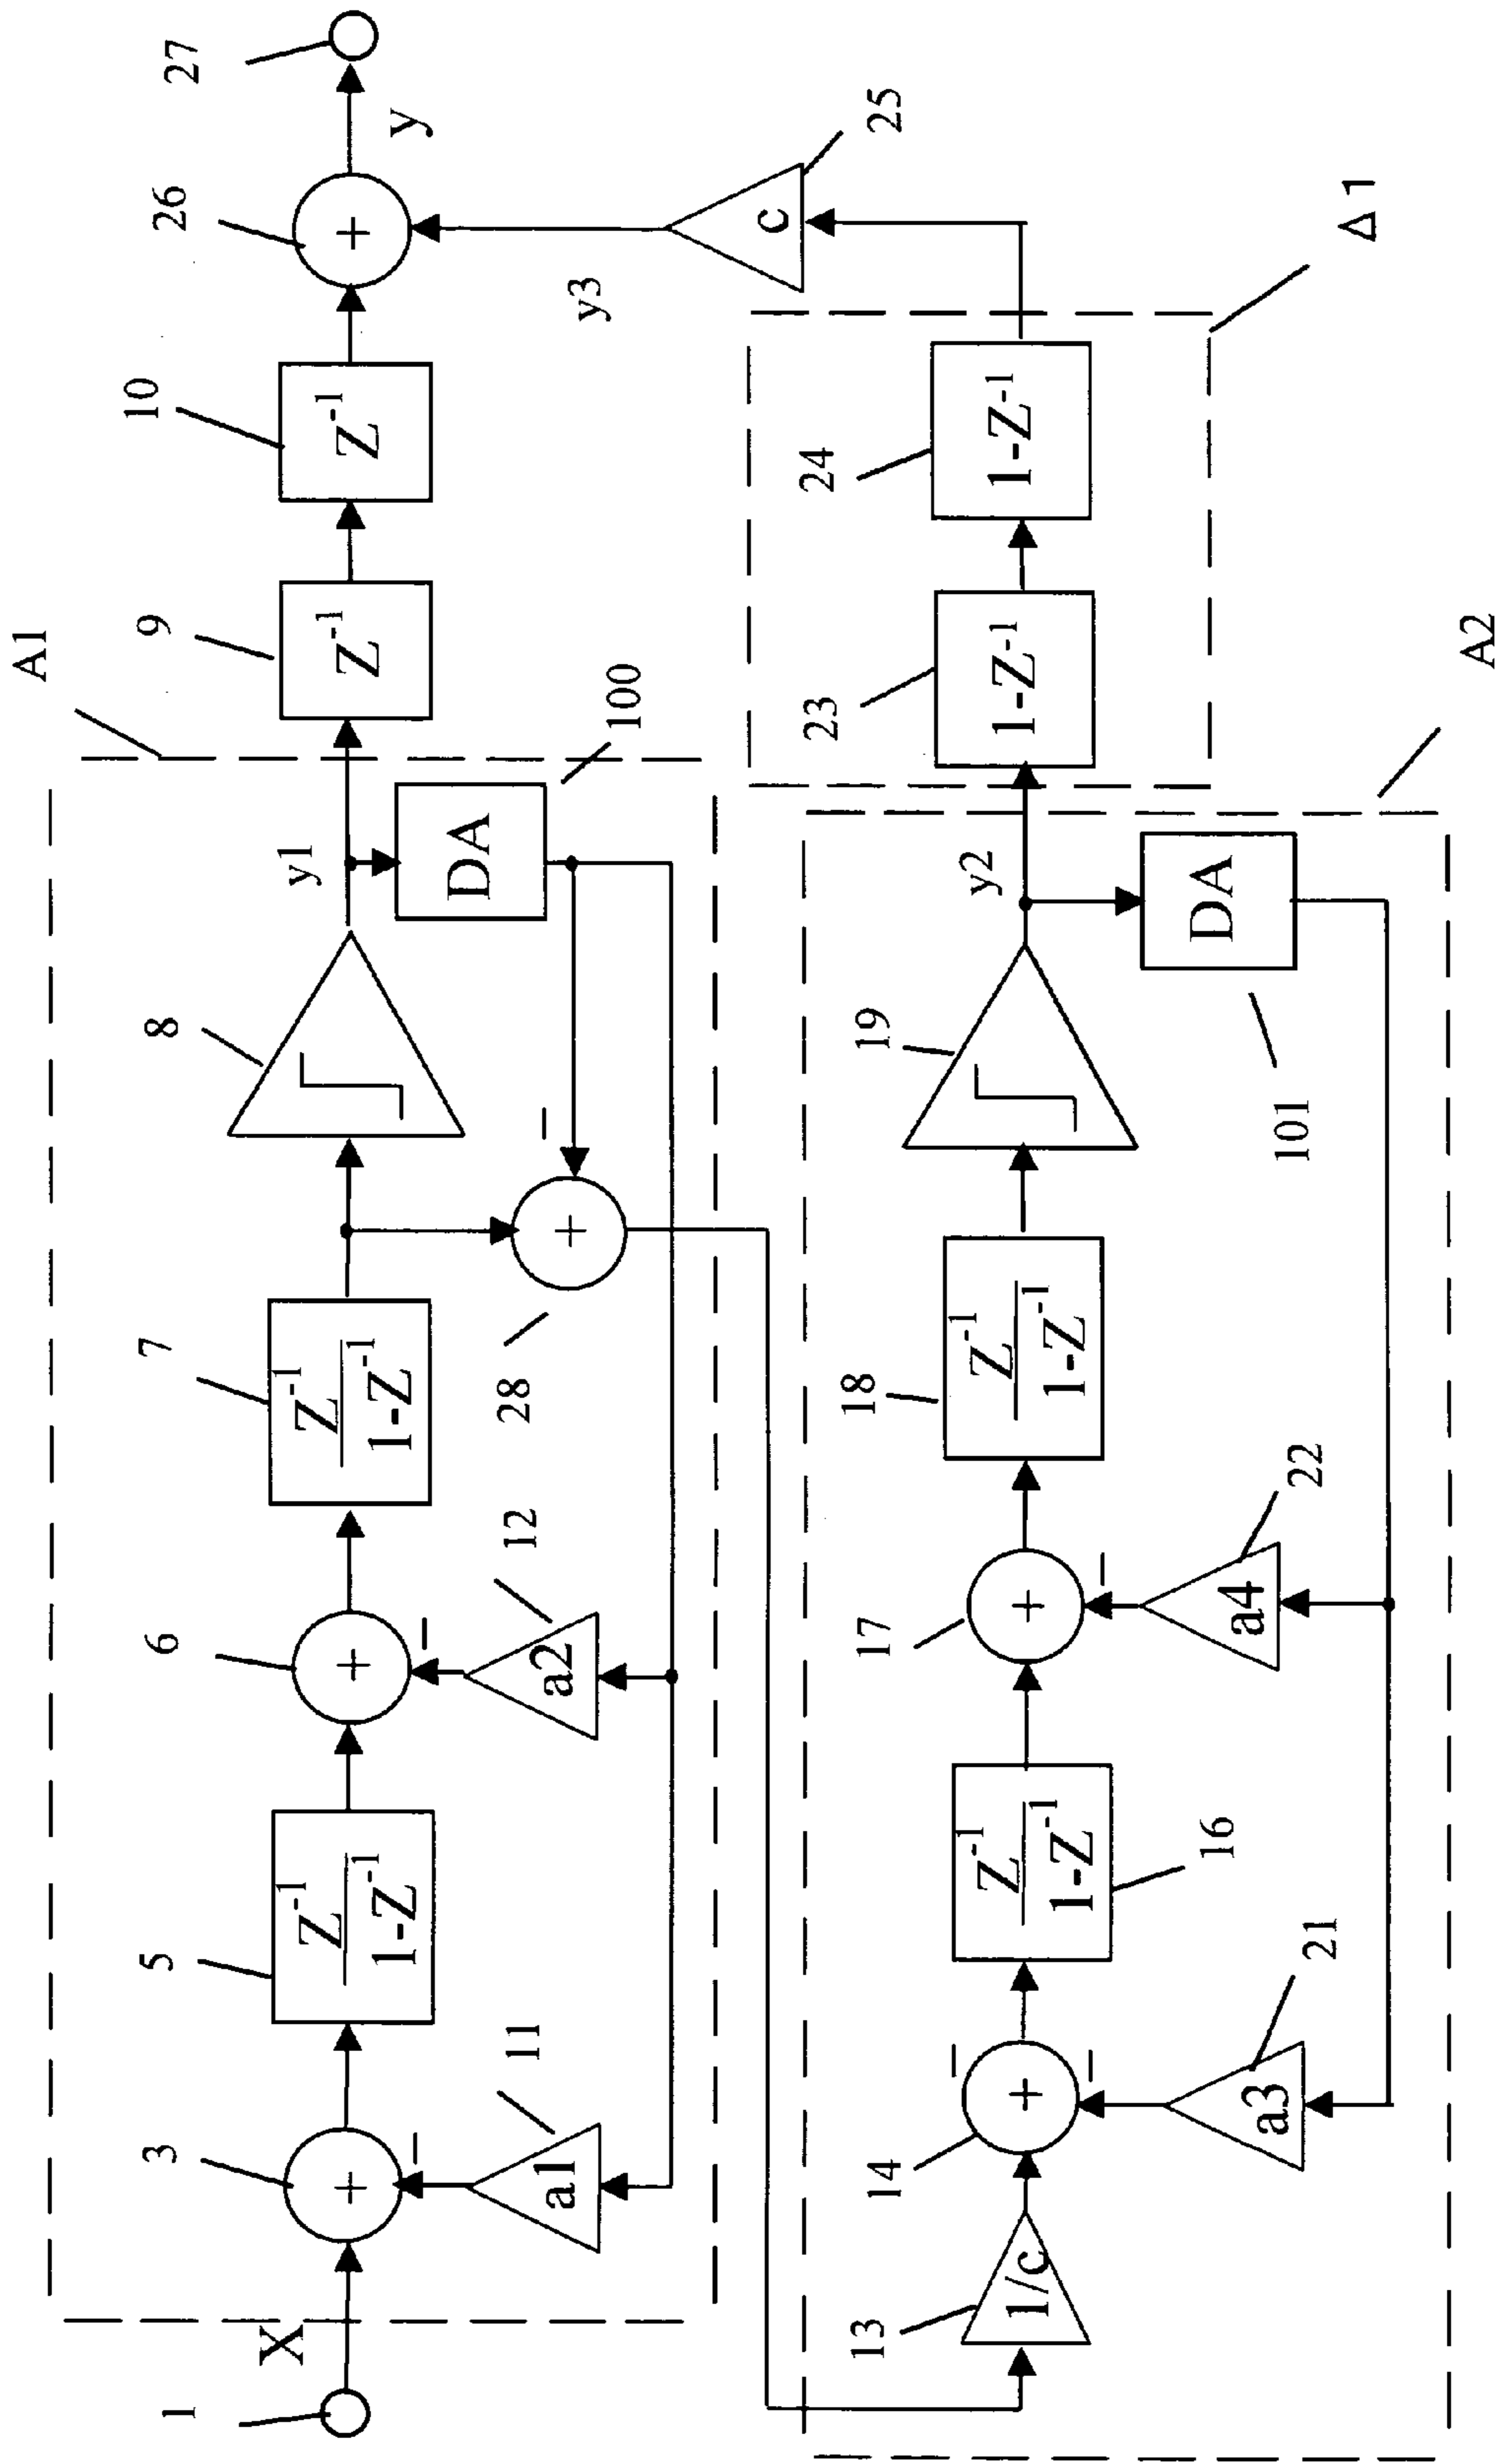 A1
1
X
3
+
−
a1
11
5
Z⁻¹
1-Z⁻¹
6
+
−
a2
12
7
Z⁻¹
1-Z⁻¹
28
+
−
8
y1
DA
100
9
Z⁻¹
10
Z⁻¹
26
+
y
27
y3
c
25
13
1/c
14
−
+
−
a3
21
16
Z⁻¹
1-Z⁻¹
17
+
−
a4
22
18
Z⁻¹
1-Z⁻¹
19
y2
DA
101
A2
23
1-Z⁻¹
24
1-Z⁻¹
Δ1